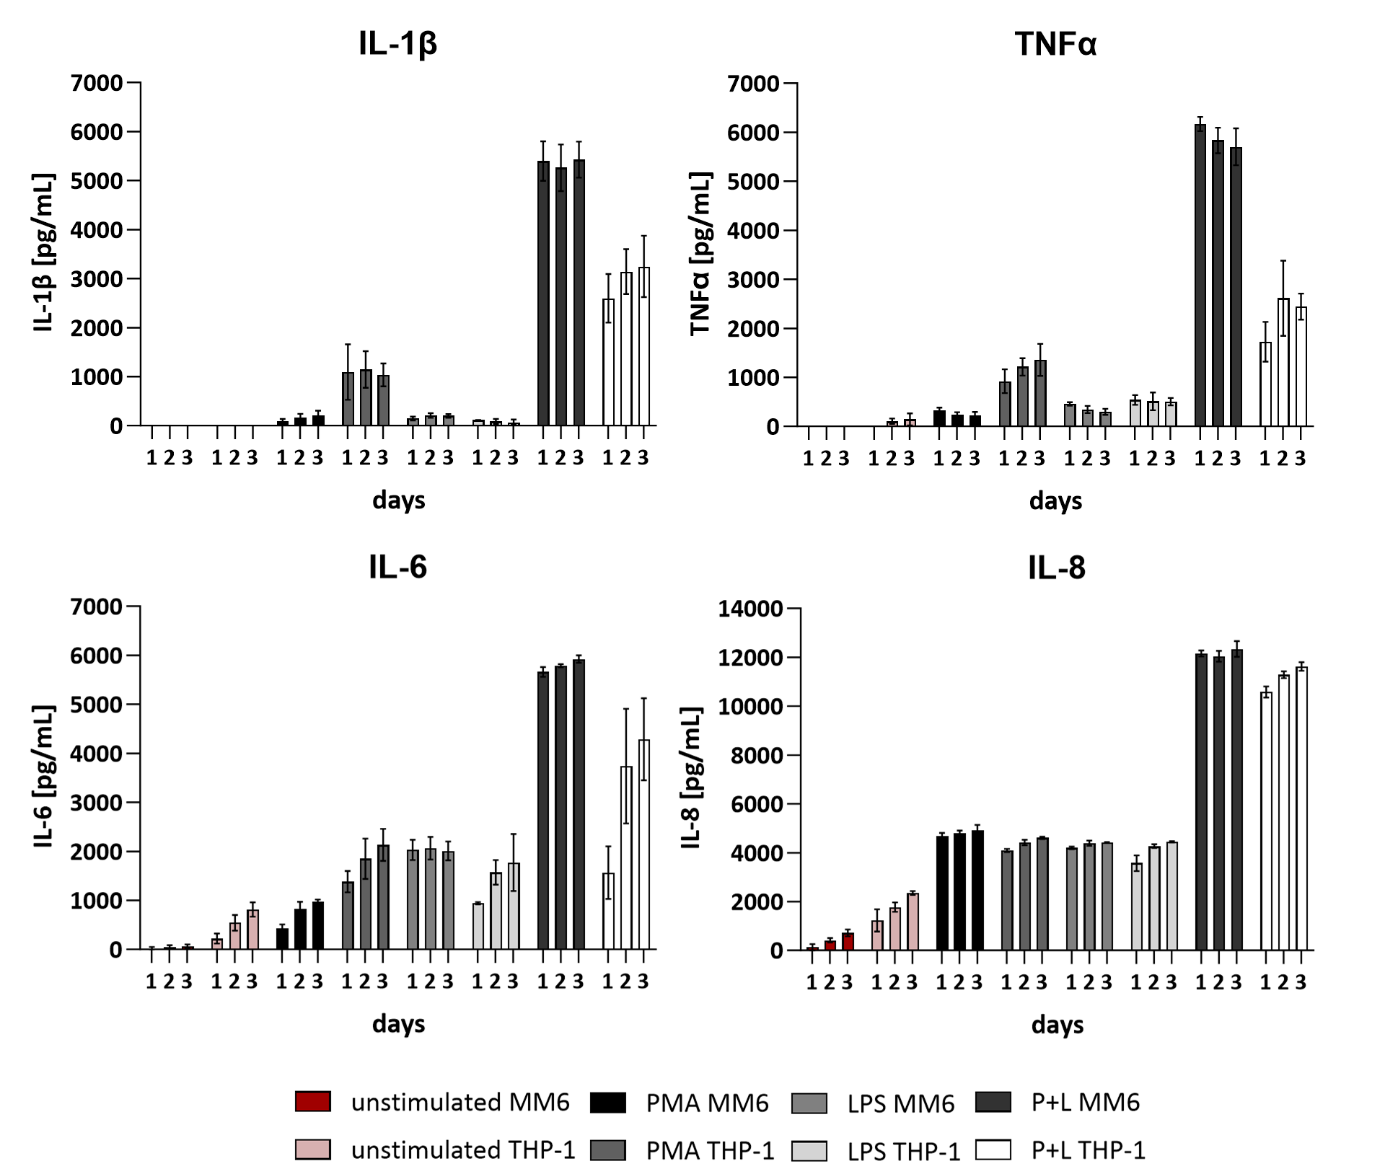 IL-1β
7000
6000
5000
4000
3000
2000
1000
0
IL-1β [pg/mL]
1 2 3 1 2 3 1 2 3 1 2 3 1 2 3 1 2 3 1 2 3 1 2 3
days
TNFα
7000
6000
5000
4000
3000
2000
1000
0
TNFα [pg/mL]
1 2 3 1 2 3 1 2 3 1 2 3 1 2 3 1 2 3 1 2 3 1 2 3
days
IL-6
7000
6000
5000
4000
3000
2000
1000
0
IL-6 [pg/mL]
1 2 3 1 2 3 1 2 3 1 2 3 1 2 3 1 2 3 1 2 3 1 2 3
days
IL-8
14000
12000
10000
8000
6000
4000
2000
0
IL-8 [pg/mL]
1 2 3 1 2 3 1 2 3 1 2 3 1 2 3 1 2 3 1 2 3 1 2 3
days
unstimulated MM6 PMA MM6 LPS MM6 P+L MM6
unstimulated THP-1 PMA THP-1 LPS THP-1 P+L THP-1